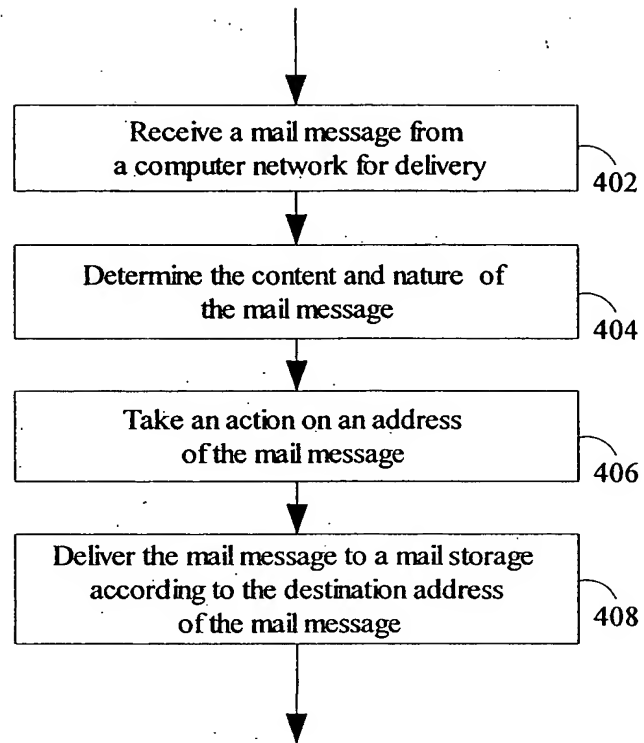 Receive a mail message from
a computer network for delivery
402
Determine the content and nature of
the mail message
404
Take an action on an address
of the mail message
406
Deliver the mail message to a mail storage
according to the destination address
of the mail message
408